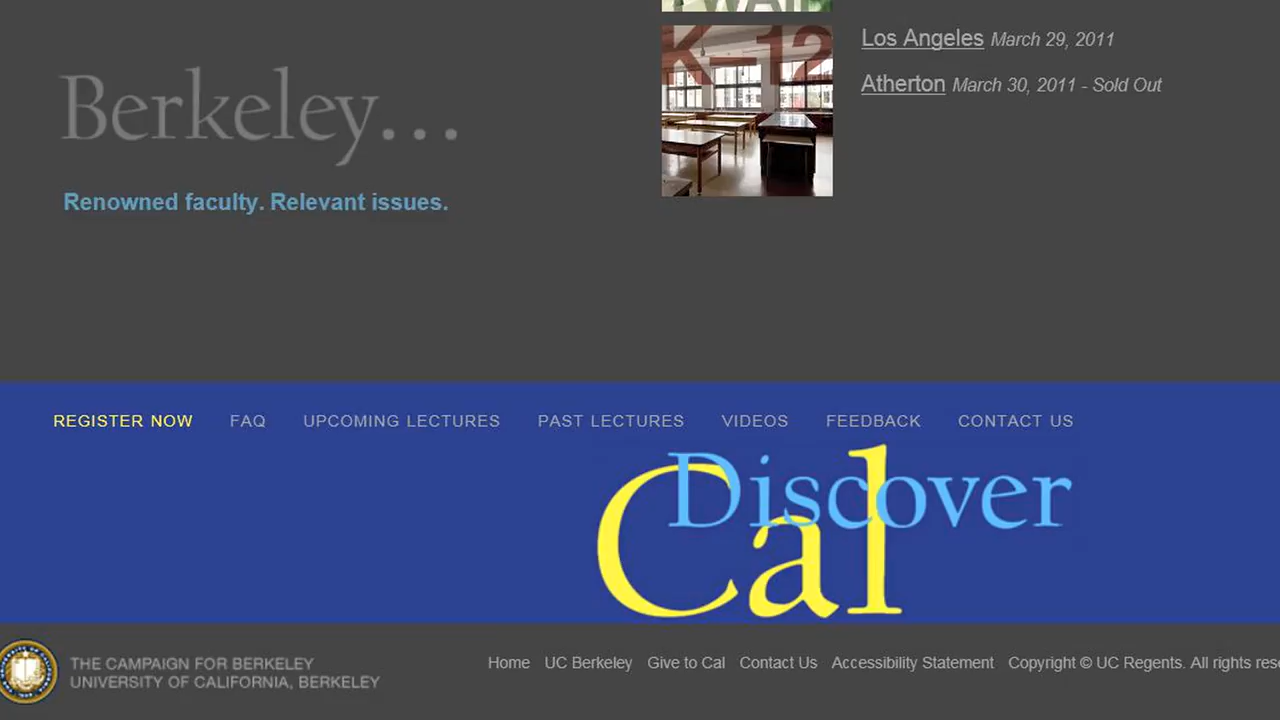 K-12
Los Angeles March 29, 2011
Atherton March 30, 2011 - Sold Out
Berkeley...
Renowned faculty. Relevant issues.
REGISTER NOW FAQ UPCOMING LECTURES PAST LECTURES VIDEOS FEEDBACK CONTACT US
Discover
Cal
THE CAMPAIGN FOR BERKELEY
UNIVERSITY OF CALIFORNIA, BERKELEY
Home UC Berkeley Give to Cal Contact Us Accessibility Statement Copyright © UC Regents. All rights